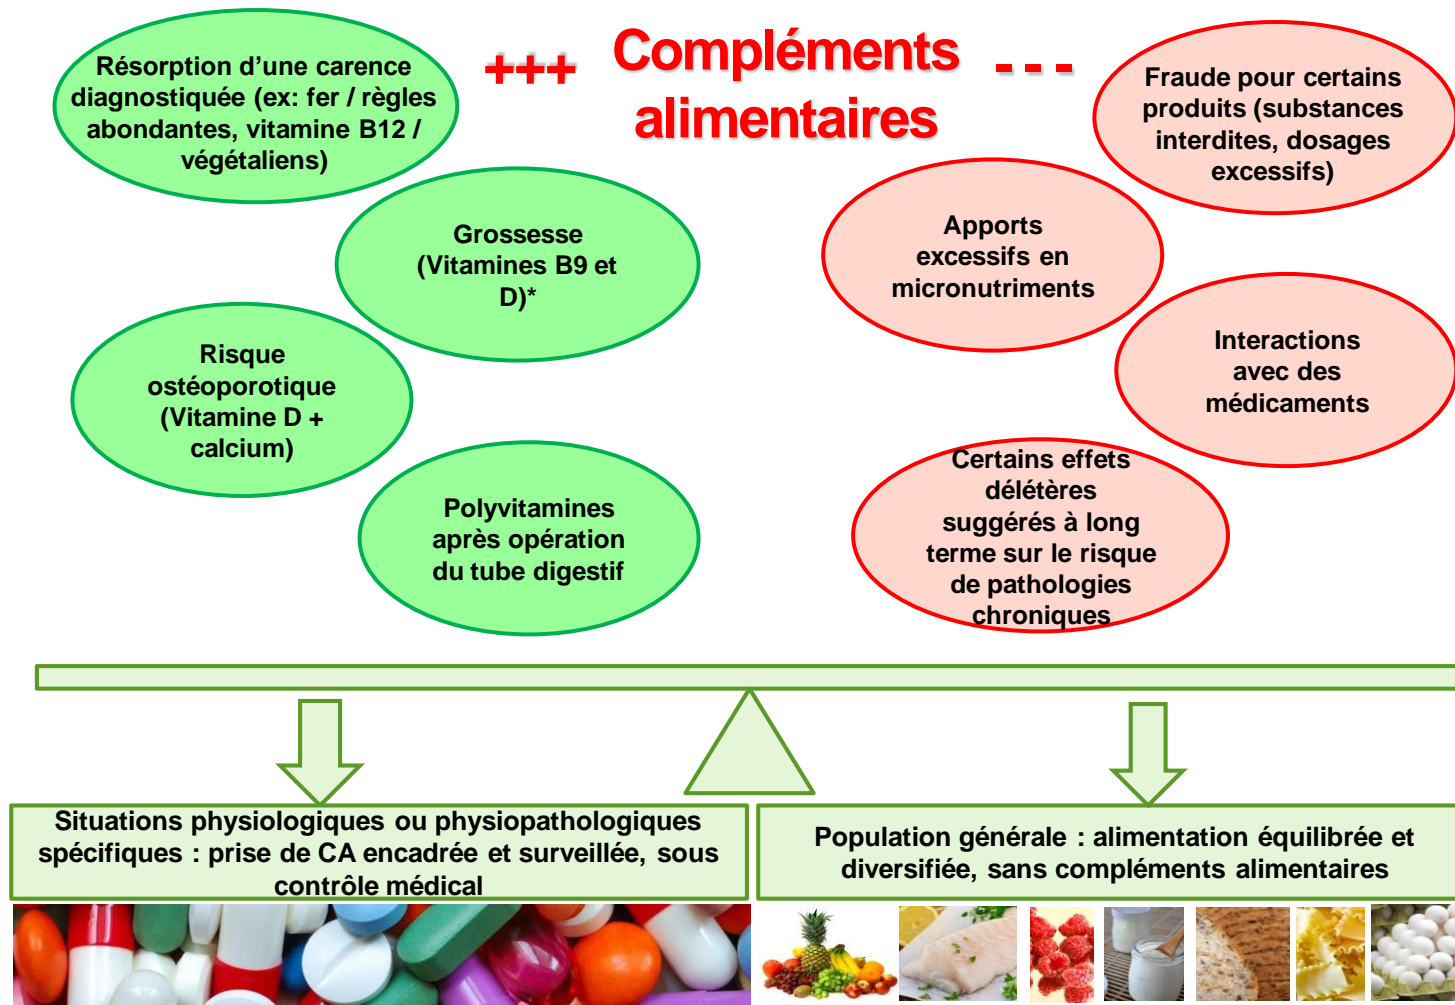 +++ Compléments - - -
alimentaires
Résorption d’une carence
diagnostiquée (ex: fer / règles
abondantes, vitamine B12 /
végétaliens)
Grossesse
(Vitamines B9 et
D)*
Risque
ostéoporotique
(Vitamine D +
calcium)
Polyvitamines
après opération
du tube digestif
Fraude pour certains
produits (substances
interdites, dosages
excessifs)
Apports
excessifs en
micronutriments
Interactions
avec des
médicaments
Certains effets
délétères
suggérés à long
terme sur le risque
de pathologies
chroniques
Situations physiologiques ou physiopathologiques
spécifiques : prise de CA encadrée et surveillée, sous
contrôle médical
Population générale : alimentation équilibrée et
diversifiée, sans compléments alimentaires